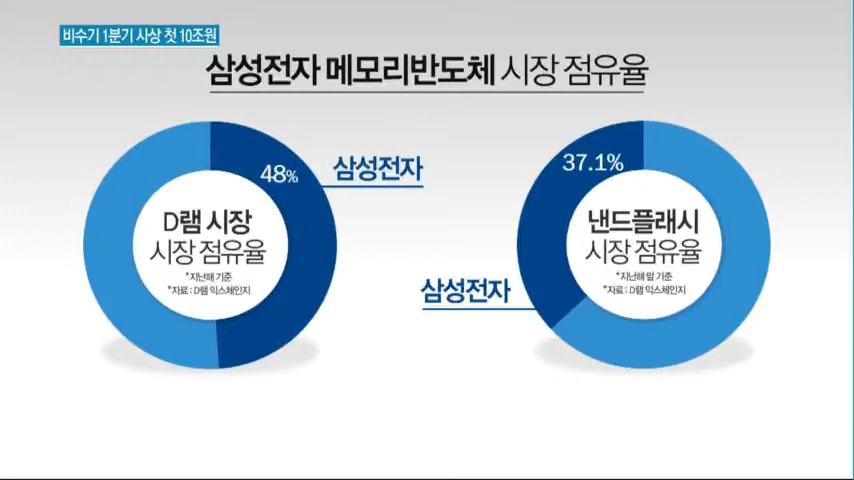 비수기 1분기 사상 첫 10조원
삼성전자 메모리반도체 시장 점유율
48%
삼성전자
D램 시장
시장 점유율
*지난해 기준
*자료 : D램 익스체인지
37.1%
삼성전자
낸드플래시
시장 점유율
*지난해 말 기준
*자료 : D램 익스체인지